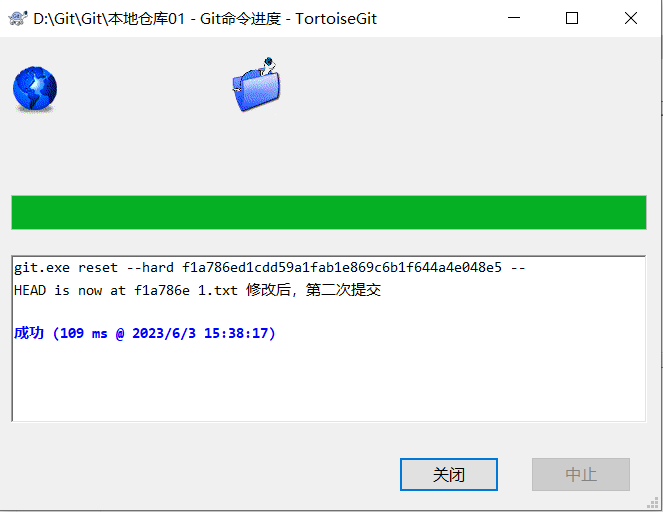 D:\Git\Git\本地仓库01 - Git命令进度 - TortoiseGit
git.exe reset --hard f1a786ed1cdd59a1fab1e869c6b1f644a4e048e5 --
HEAD is now at f1a786e 1.txt 修改后，第二次提交
成功 (109 ms @ 2023/6/3 15:38:17)
关闭
中止